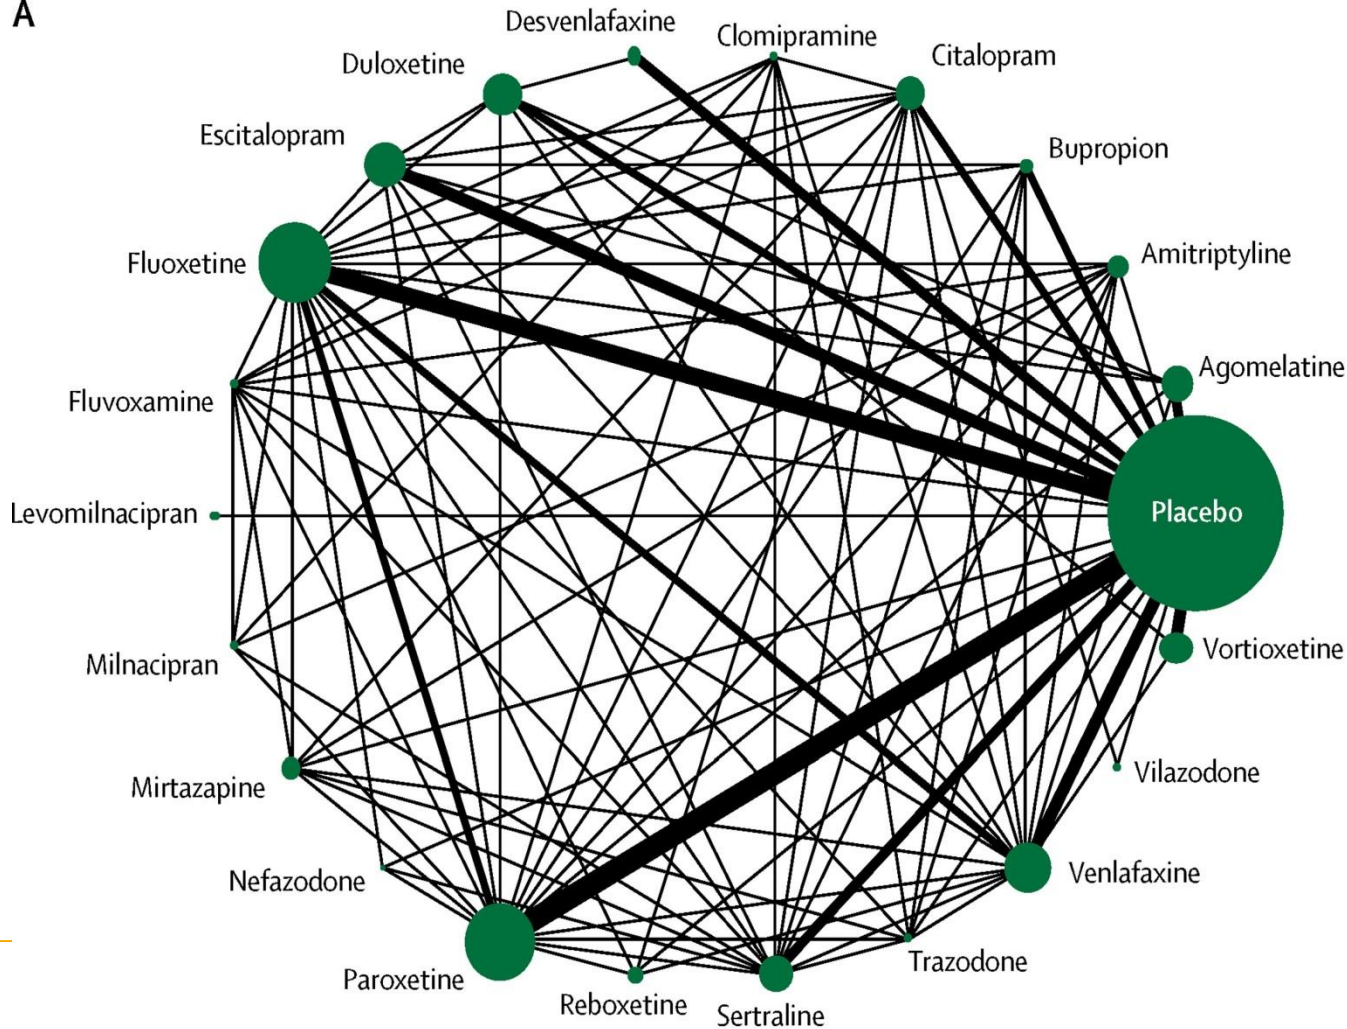 A
Desvenlafaxine
Clomipramine
Citalopram
Duloxetine
Escitalopram
Bupropion
Fluoxetine
Amitriptyline
Agomelatine
Fluvoxamine
Levomilnacipran
Placebo
Milnacipran
Vortioxetine
Mirtazapine
Vilazodone
Nefazodone
Venlafaxine
Paroxetine
Trazodone
Reboxetine
Sertraline